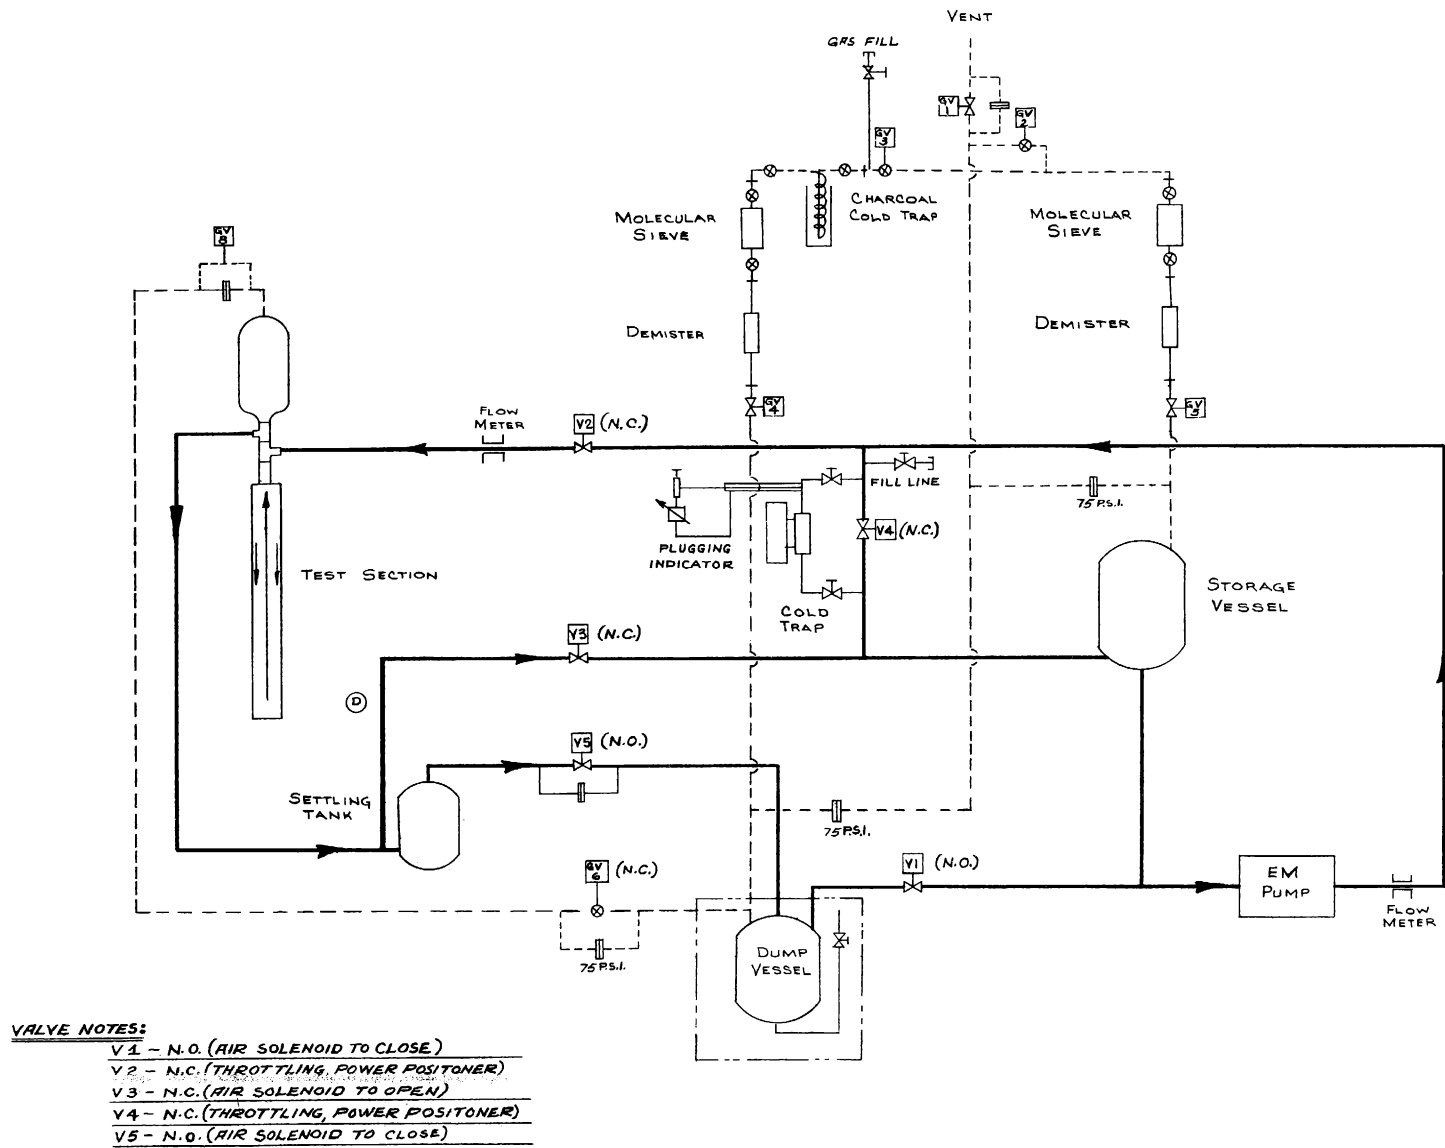 VENT
GAS FILL
GV
1
GV
2
GV
3
CHARCOAL
COLD TRAP
MOLECULAR
SIEVE
MOLECULAR
SIEVE
GV
8
DEMISTER
DEMISTER
FLOW
METER
V2 (N.C.)
GV
4
GV
5
FILL LINE
75 P.S.I.
V4 (N.C.)
PLUGGING
INDICATOR
TEST SECTION
STORAGE
VESSEL
COLD
TRAP
V3 (N.C.)
D
V5 (N.O.)
SETTLING
TANK
75 P.S.I.
GV
6
(N.C.)
V1 (N.O.)
EM
PUMP
FLOW
METER
DUMP
VESSEL
75 P.S.I.
VALVE NOTES:
V1 - N.O. (AIR SOLENOID TO CLOSE)
V2 - N.C. (THROTTLING, POWER POSITONER)
V3 - N.C. (AIR SOLENOID TO OPEN)
V4 - N.C. (THROTTLING, POWER POSITONER)
V5 - N.O. (AIR SOLENOID TO CLOSE)